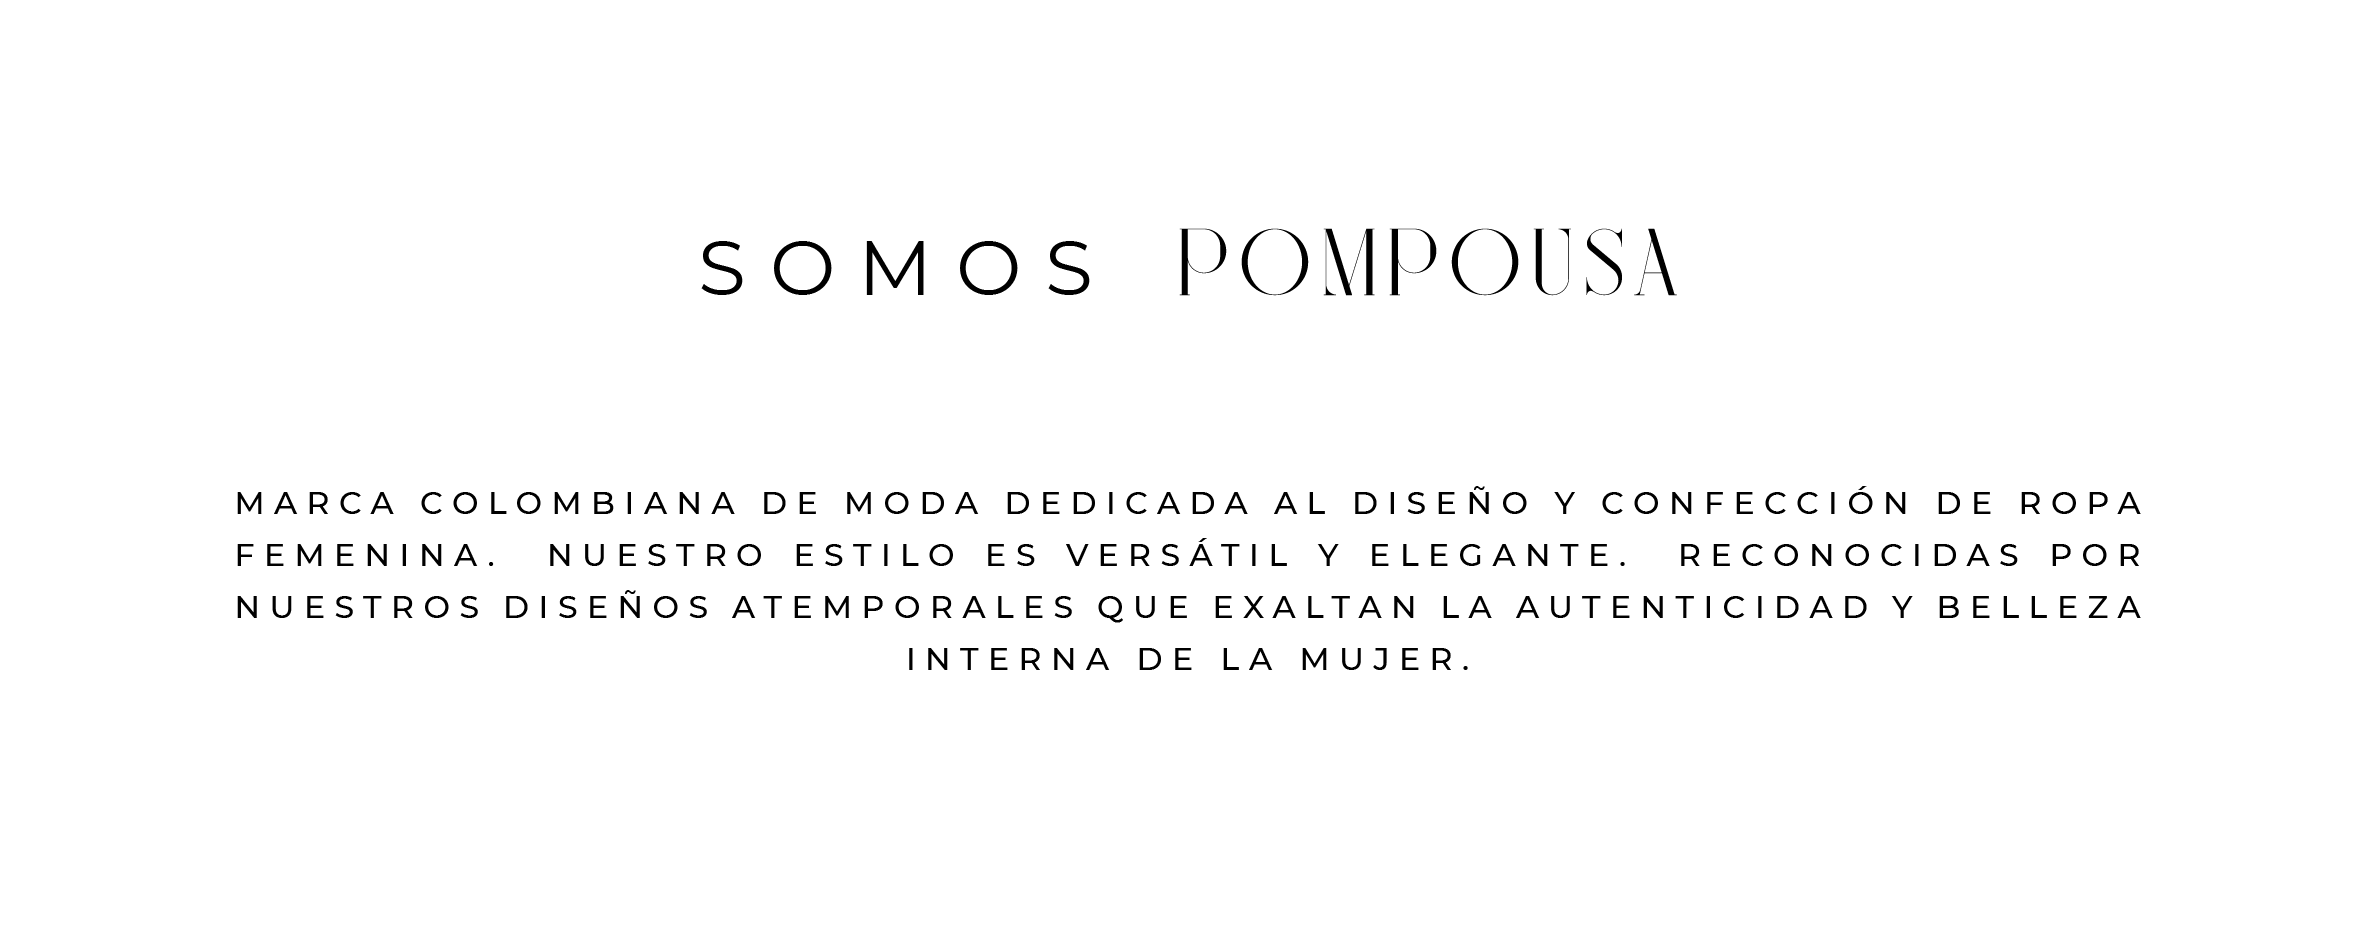 SOMOS POMPOUSA
MARCA COLOMBIANA DE MODA DEDICADA AL DISEÑO Y CONFECCIÓN DE ROPA
FEMENINA. NUESTRO ESTILO ES VERSÁTIL Y ELEGANTE. RECONOCIDAS POR
NUESTROS DISEÑOS ATEMPORALES QUE EXALTAN LA AUTENTICIDAD Y BELLEZA
INTERNA DE LA MUJER.